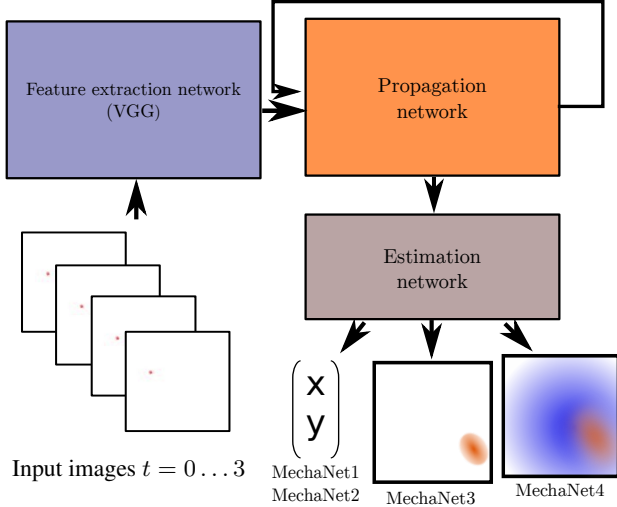 Feature extraction network
(VGG)
Propagation
network
Estimation
network
Input images t = 0 . . . 3
x
y
MechaNet1
MechaNet2
MechaNet3
MechaNet4